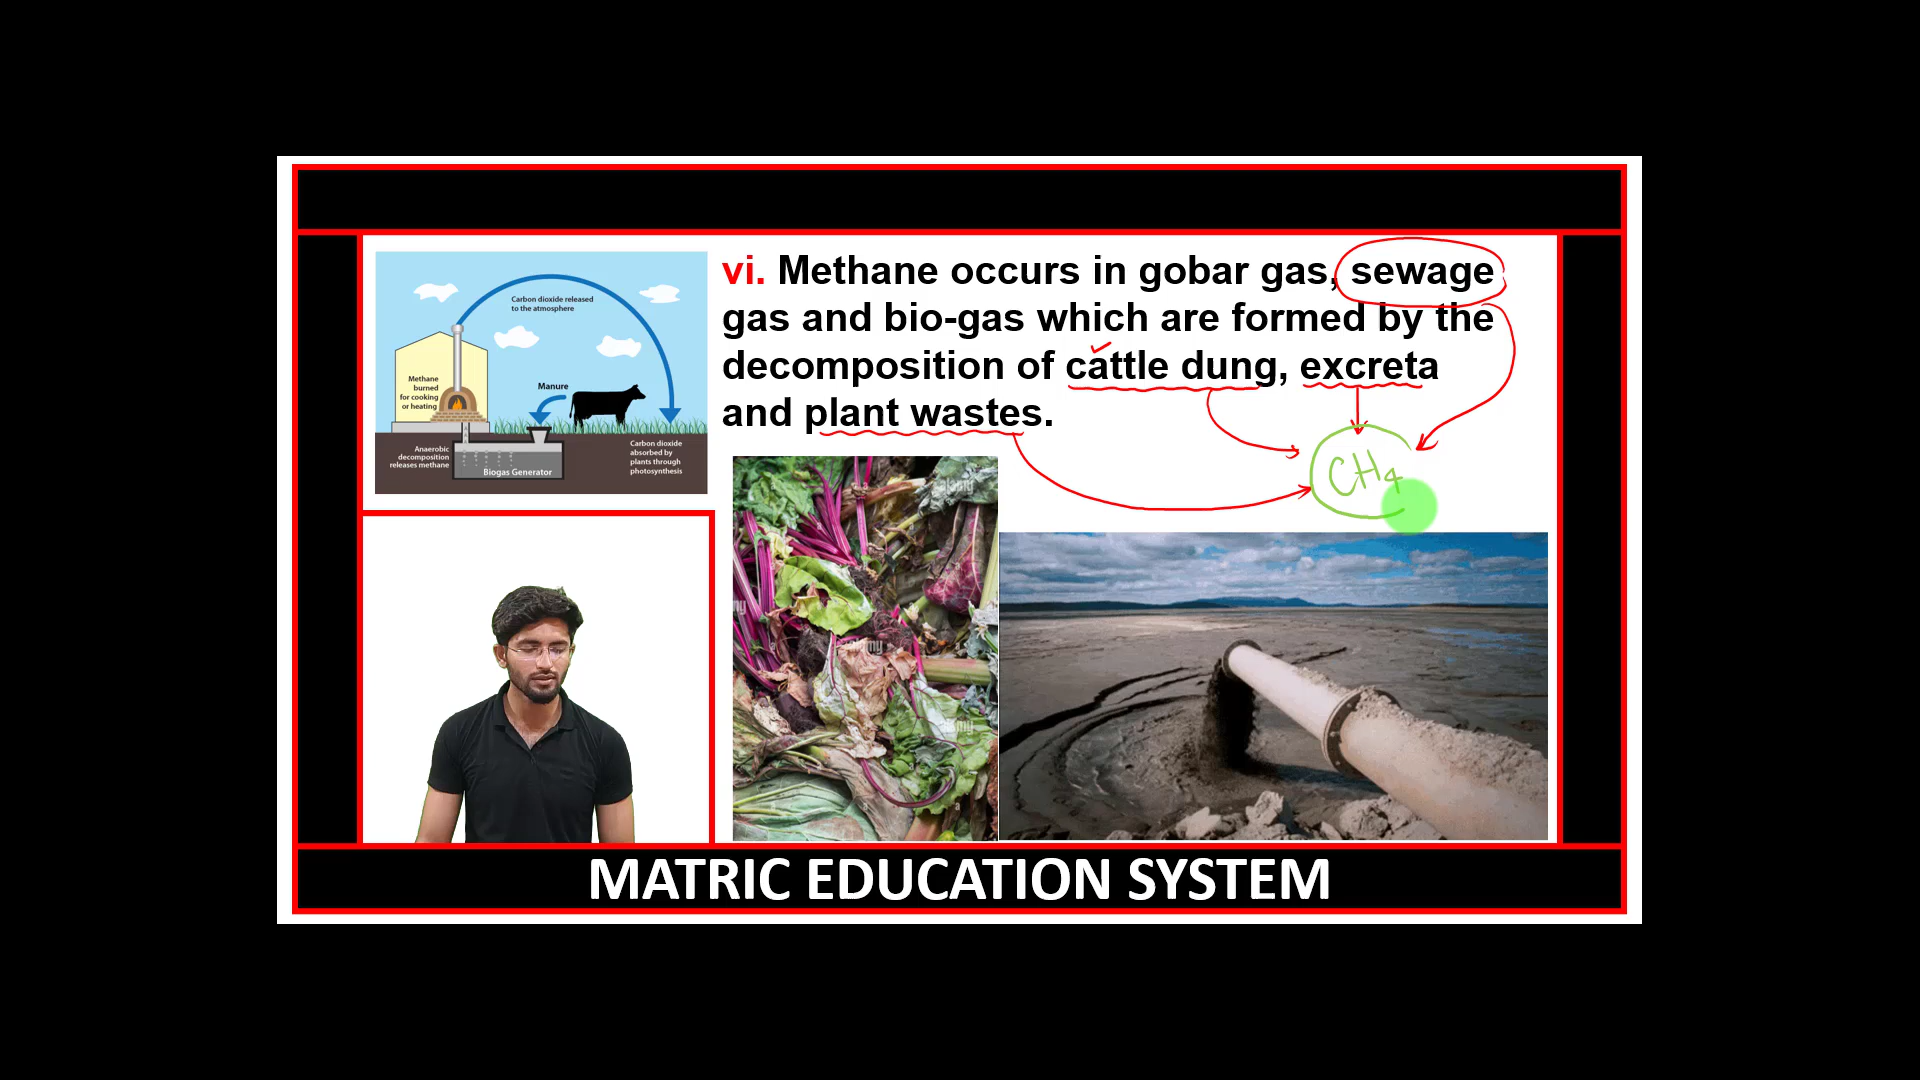 vi. Methane occurs in gobar gas, sewage
gas and bio-gas which are formed by the
decomposition of cattle dung, excreta
and plant wastes.
CH4
Carbon dioxide released
to the atmosphere
Methane
burned
for cooking
or heating
Manure
Anaerobic
decomposition
releases methane
Biogas Generator
Carbon dioxide
absorbed by
plants through
photosynthesis
alamy
MATRIC EDUCATION SYSTEM